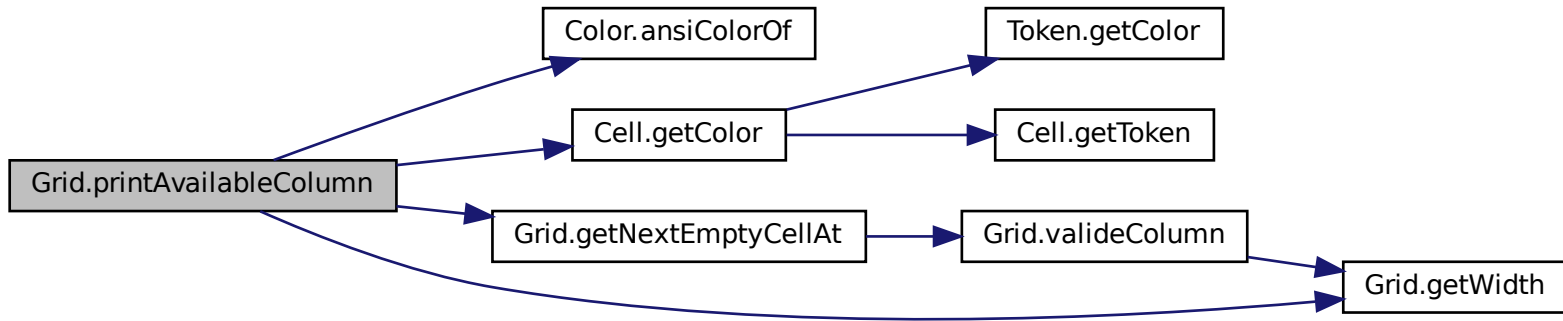 Color.ansiColorOf
Token.getColor
Cell.getColor
Cell.getToken
Grid.printAvailableColumn
Grid.getNextEmptyCellAt
Grid.valideColumn
Grid.getWidth